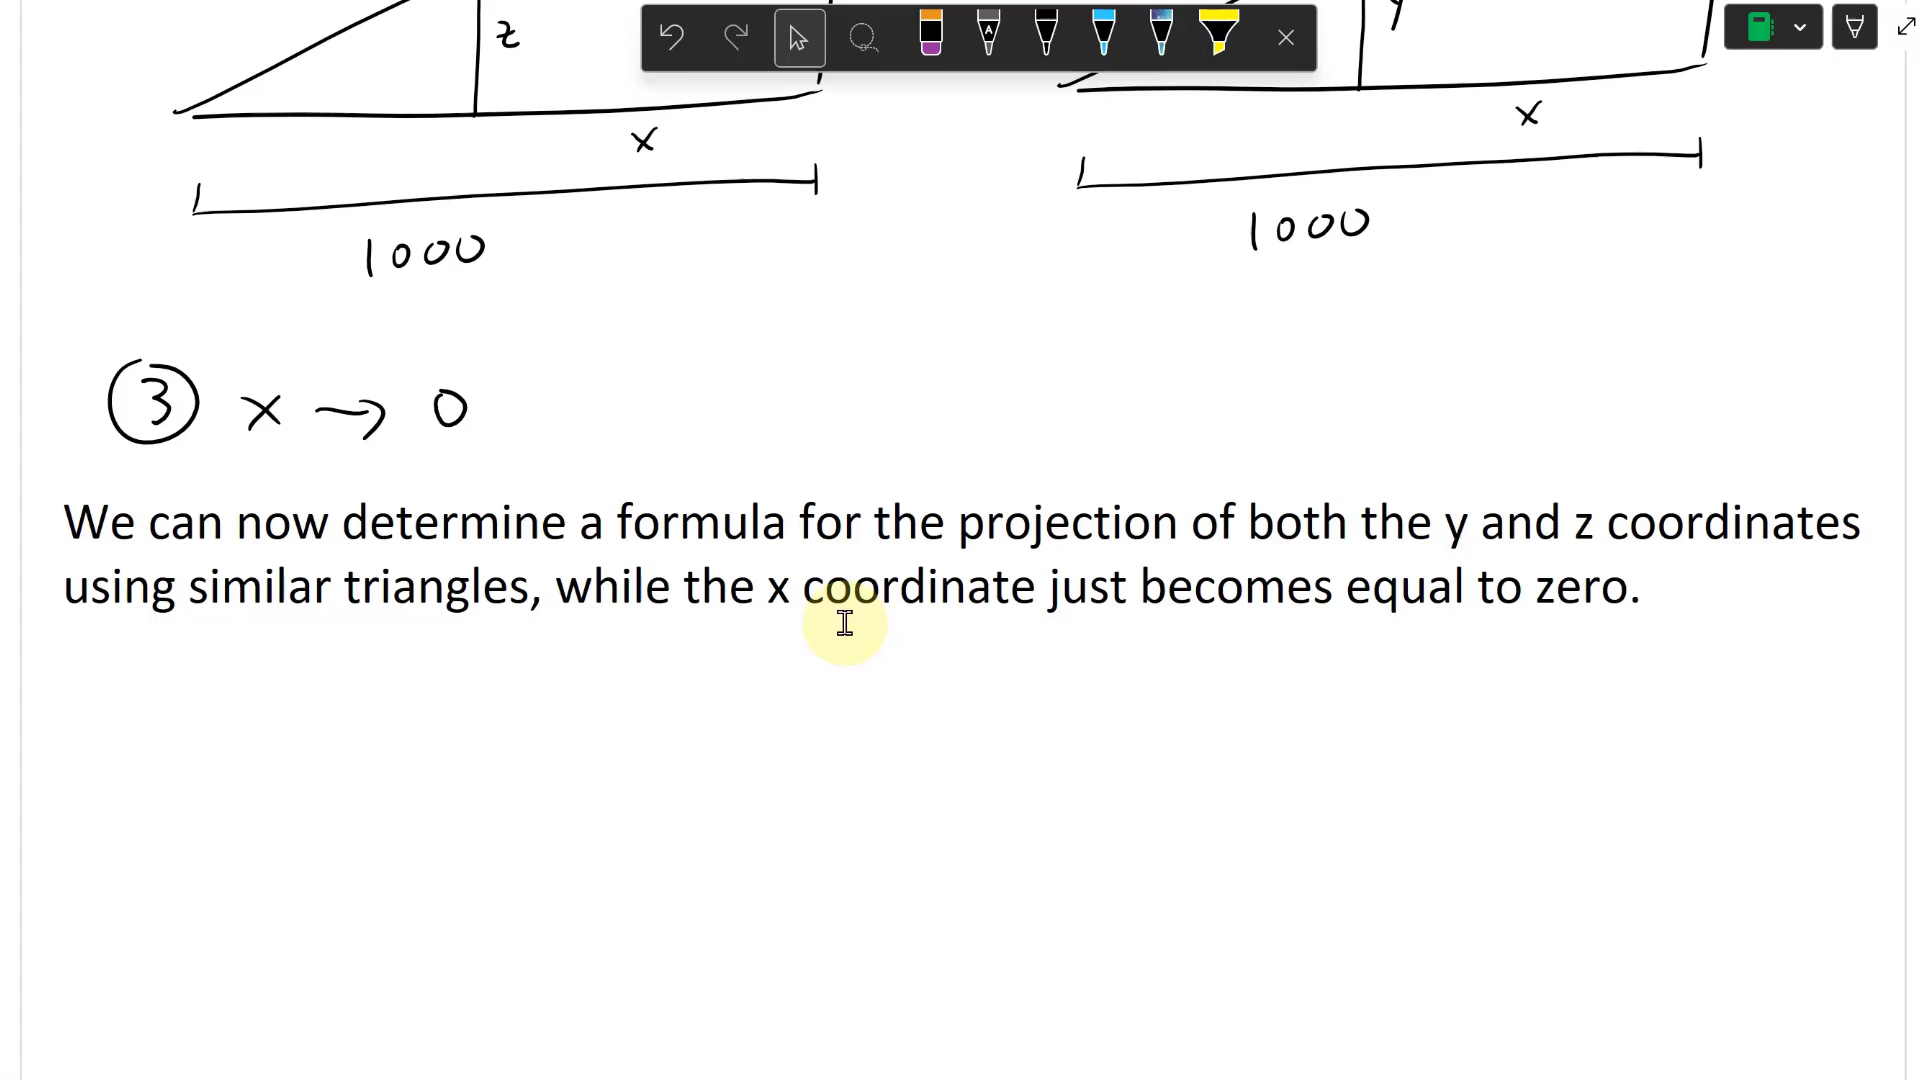 z
y
x
x
1000
1000
③ x → 0
We can now determine a formula for the projection of both the y and z coordinates
using similar triangles, while the x coordinate just becomes equal to zero.